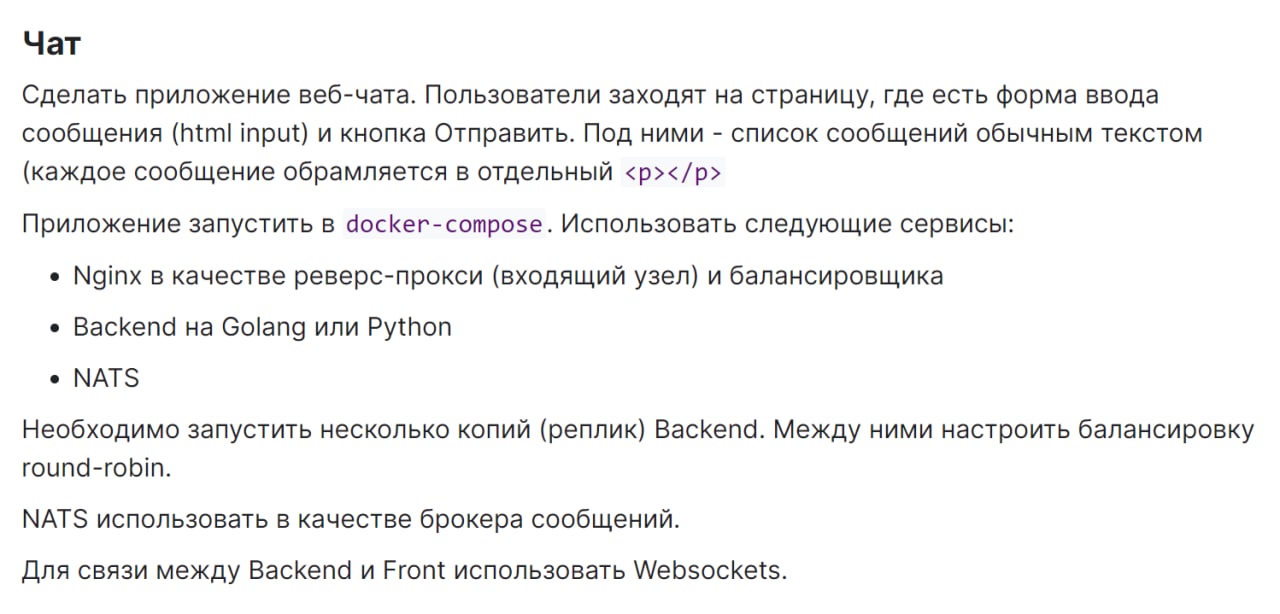 Чат
Сделать приложение веб-чата. Пользователи заходят на страницу, где есть форма ввода
сообщения (html input) и кнопка Отправить. Под ними - список сообщений обычным текстом
(каждое сообщение обрамляется в отдельный <p></p>
Приложение запустить в docker-compose. Использовать следующие сервисы:
• Nginx в качестве реверс-прокси (входящий узел) и балансировщика
• Backend на Golang или Python
• NATS
Необходимо запустить несколько копий (реплик) Backend. Между ними настроить балансировку
round-robin.
NATS использовать в качестве брокера сообщений.
Для связи между Backend и Front использовать Websockets.